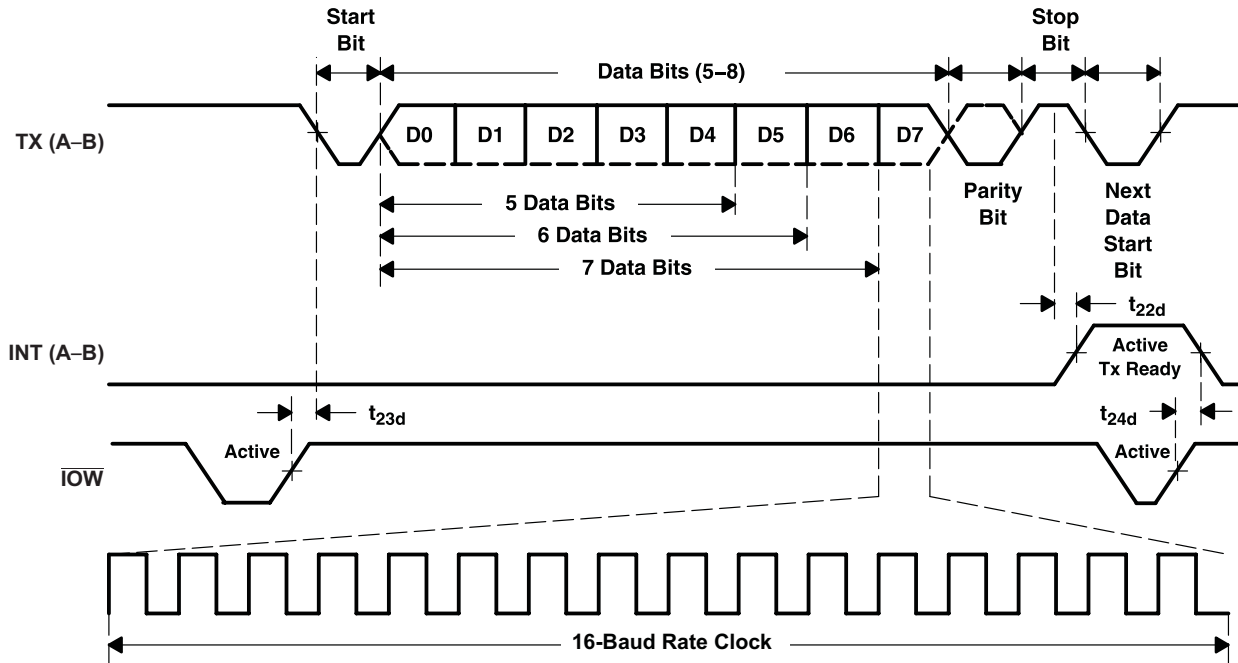 Start
Bit
Stop
Bit
Data Bits (5–8)
TX (A–B)
D0 D1 D2 D3 D4 D5 D6 D7
Parity
Bit
Next
Data
Start
Bit
5 Data Bits
6 Data Bits
7 Data Bits
t22d
INT (A–B)
Active
Tx Ready
t23d
t24d
IOW
Active
Active
16-Baud Rate Clock